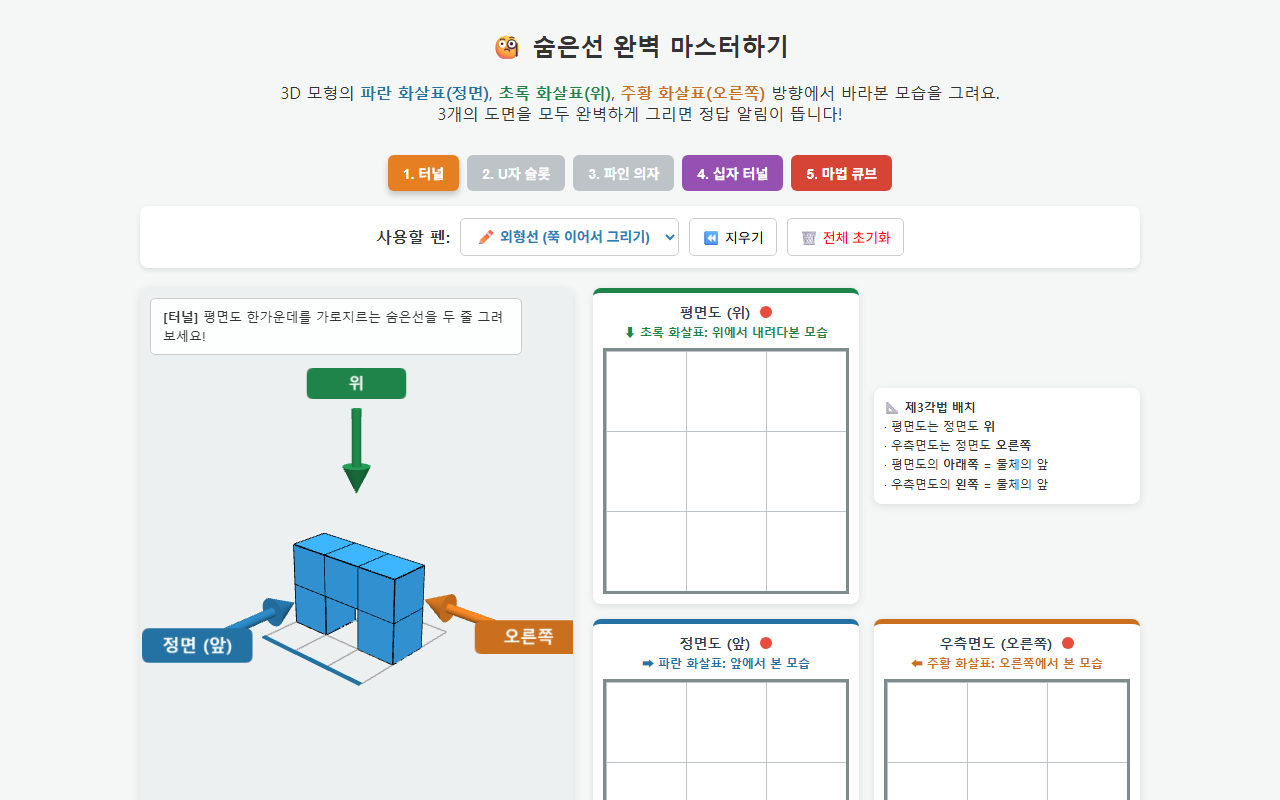 🧐 숨은선 완벽 마스터하기
3D 모형의 파란 화살표(정면), 초록 화살표(위), 주황 화살표(오른쪽) 방향에서 바라본 모습을 그려요.
3개의 도면을 모두 완벽하게 그리면 정답 알림이 뜹니다!
1. 터널
2. U자 슬롯
3. 파인 의자
4. 십자 터널
5. 마법 큐브
사용할 펜:
🖍️ 외형선 (쭉 이어서 그리기)
⏪ 지우기
🗑️ 전체 초기화
[터널] 평면도 한가운데를 가로지르는 숨은선을 두 줄 그려
보세요!
위
정면 (앞)
오른쪽
평면도 (위) 🔴
⬇ 초록 화살표: 위에서 내려다본 모습
📐 제3각법 배치
· 평면도는 정면도 위
· 우측면도는 정면도 오른쪽
· 평면도의 아래쪽 = 물체의 앞
· 우측면도의 왼쪽 = 물체의 앞
정면도 (앞) 🔴
➡ 파란 화살표: 앞에서 본 모습
우측면도 (오른쪽) 🔴
⬅ 주황 화살표: 오른쪽에서 본 모습